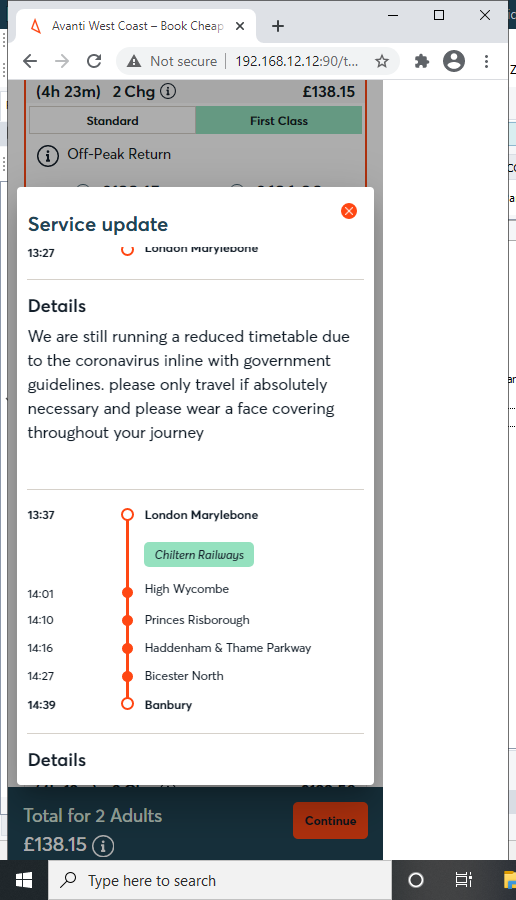 Avanti West Coast – Book Cheap
Not secure
192.168.12.12:90/t...
(4h 23m) 2 Chg
£138.15
Standard
First Class
Off-Peak Return
Service update
13:27
London Marylebone
Details
We are still running a reduced timetable due
to the coronavirus inline with government
guidelines. please only travel if absolutely
necessary and please wear a face covering
throughout your journey
13:37
London Marylebone
Chiltern Railways
14:01
High Wycombe
14:10
Princes Risborough
14:16
Haddenham & Thame Parkway
14:27
Bicester North
14:39
Banbury
Details
Total for 2 Adults
£138.15
Continue
Type here to search